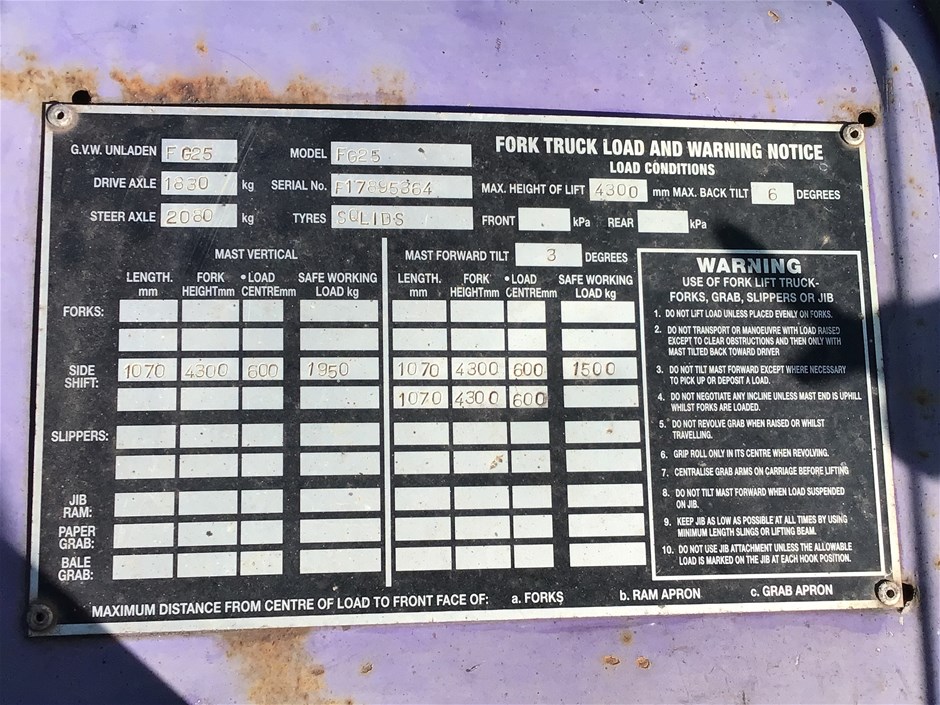 G.V.W. UNLADEN FG25 MODEL FG25 FORK TRUCK LOAD AND WARNING NOTICE
LOAD CONDITIONS
DRIVE AXLE 1830 kg SERIAL No. F17895364 MAX. HEIGHT OF LIFT 4300 mm MAX. BACK TILT 6 DEGREES
STEER AXLE 2080 kg TYRES SOLIDS FRONT kPa REAR kPa
MAST VERTICAL MAST FORWARD TILT 3 DEGREES
LENGTH. mm FORK HEIGHTmm •LOAD CENTREmm SAFE WORKING LOAD kg LENGTH. mm FORK HEIGHTmm •LOAD CENTREmm SAFE WORKING LOAD kg
FORKS:
SIDE SHIFT: 1070 4300 600 1950 1070 4300 600 1500
1070 4300 600
SLIPPERS:
JIB RAM:
PAPER GRAB:
BALE GRAB:
WARNING
USE OF FORK LIFT TRUCK-
FORKS, GRAB, SLIPPERS OR JIB
1. DO NOT LIFT LOAD UNLESS PLACED EVENLY ON FORKS.
2. DO NOT TRANSPORT OR MANOEUVRE WITH LOAD RAISED
EXCEPT TO CLEAR OBSTRUCTIONS AND THEN ONLY WITH
MAST TILTED BACK TOWARD DRIVER
3. DO NOT TILT MAST FORWARD EXCEPT WHERE NECESSARY
TO PICK UP OR DEPOSIT A LOAD.
4. DO NOT NEGOTIATE ANY INCLINE UNLESS MAST END IS UPHILL
WHILST FORKS ARE LOADED.
5. DO NOT REVOLVE GRAB WHEN RAISED OR WHILST
TRAVELLING.
6. GRIP ROLL ONLY IN ITS CENTRE WHEN REVOLVING.
7. CENTRALISE GRAB ARMS ON CARRIAGE BEFORE LIFTING
8. DO NOT TILT MAST FORWARD WHEN LOAD SUSPENDED
ON JIB.
9. KEEP JIB AS LOW AS POSSIBLE AT ALL TIMES BY USING
MINIMUM LENGTH SLINGS OR LIFTING BEAM.
10. DO NOT USE JIB ATTACHMENT UNLESS THE ALLOWABLE
LOAD IS MARKED ON THE JIB AT EACH HOOK POSITION.
MAXIMUM DISTANCE FROM CENTRE OF LOAD TO FRONT FACE OF: a. FORKS b. RAM APRON c. GRAB APRON